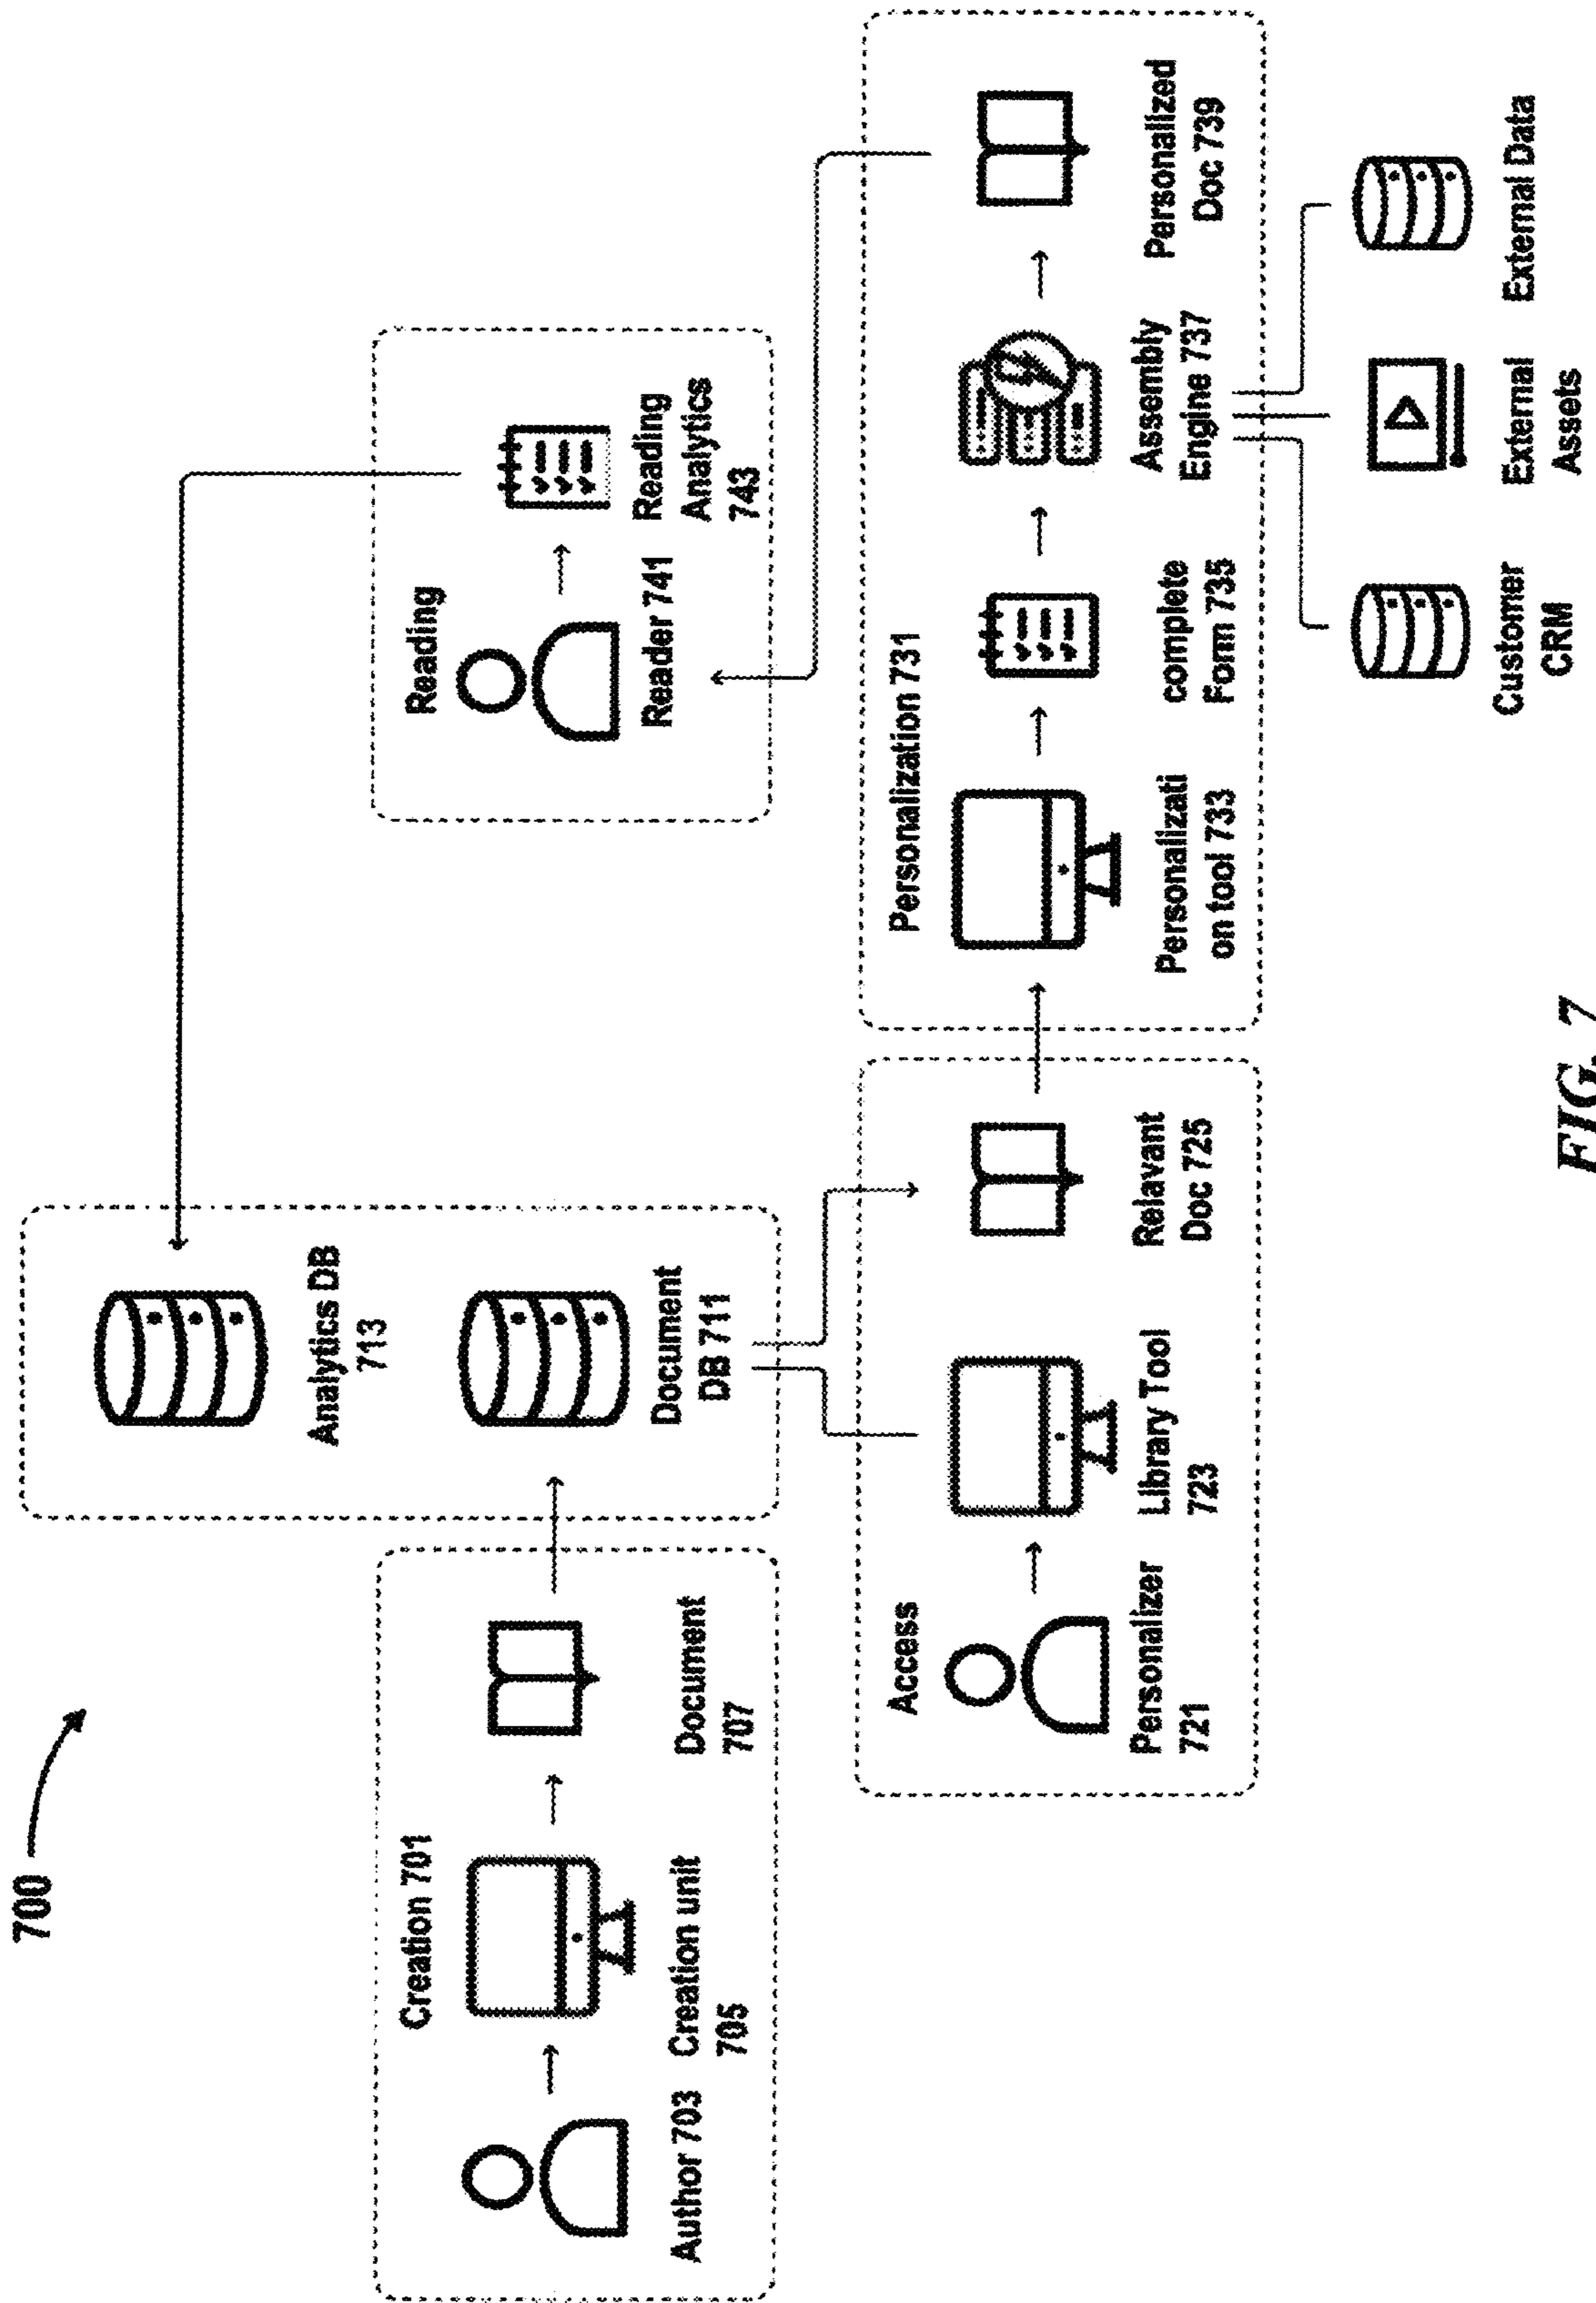 700
Creation 701
Author 703
Creation unit
705
Document
707
Analytics DB
713
Document
DB 711
Reading
Reader 741
Reading
Analytics
743
Access
Personalizer
721
Library Tool
723
Relavant
Doc 725
Personalization 731
Personalizati
on tool 733
complete
Form 735
Assembly
Engine 737
Personalized
Doc 739
Customer
CRM
External
Assets
External Data
FIG. 7